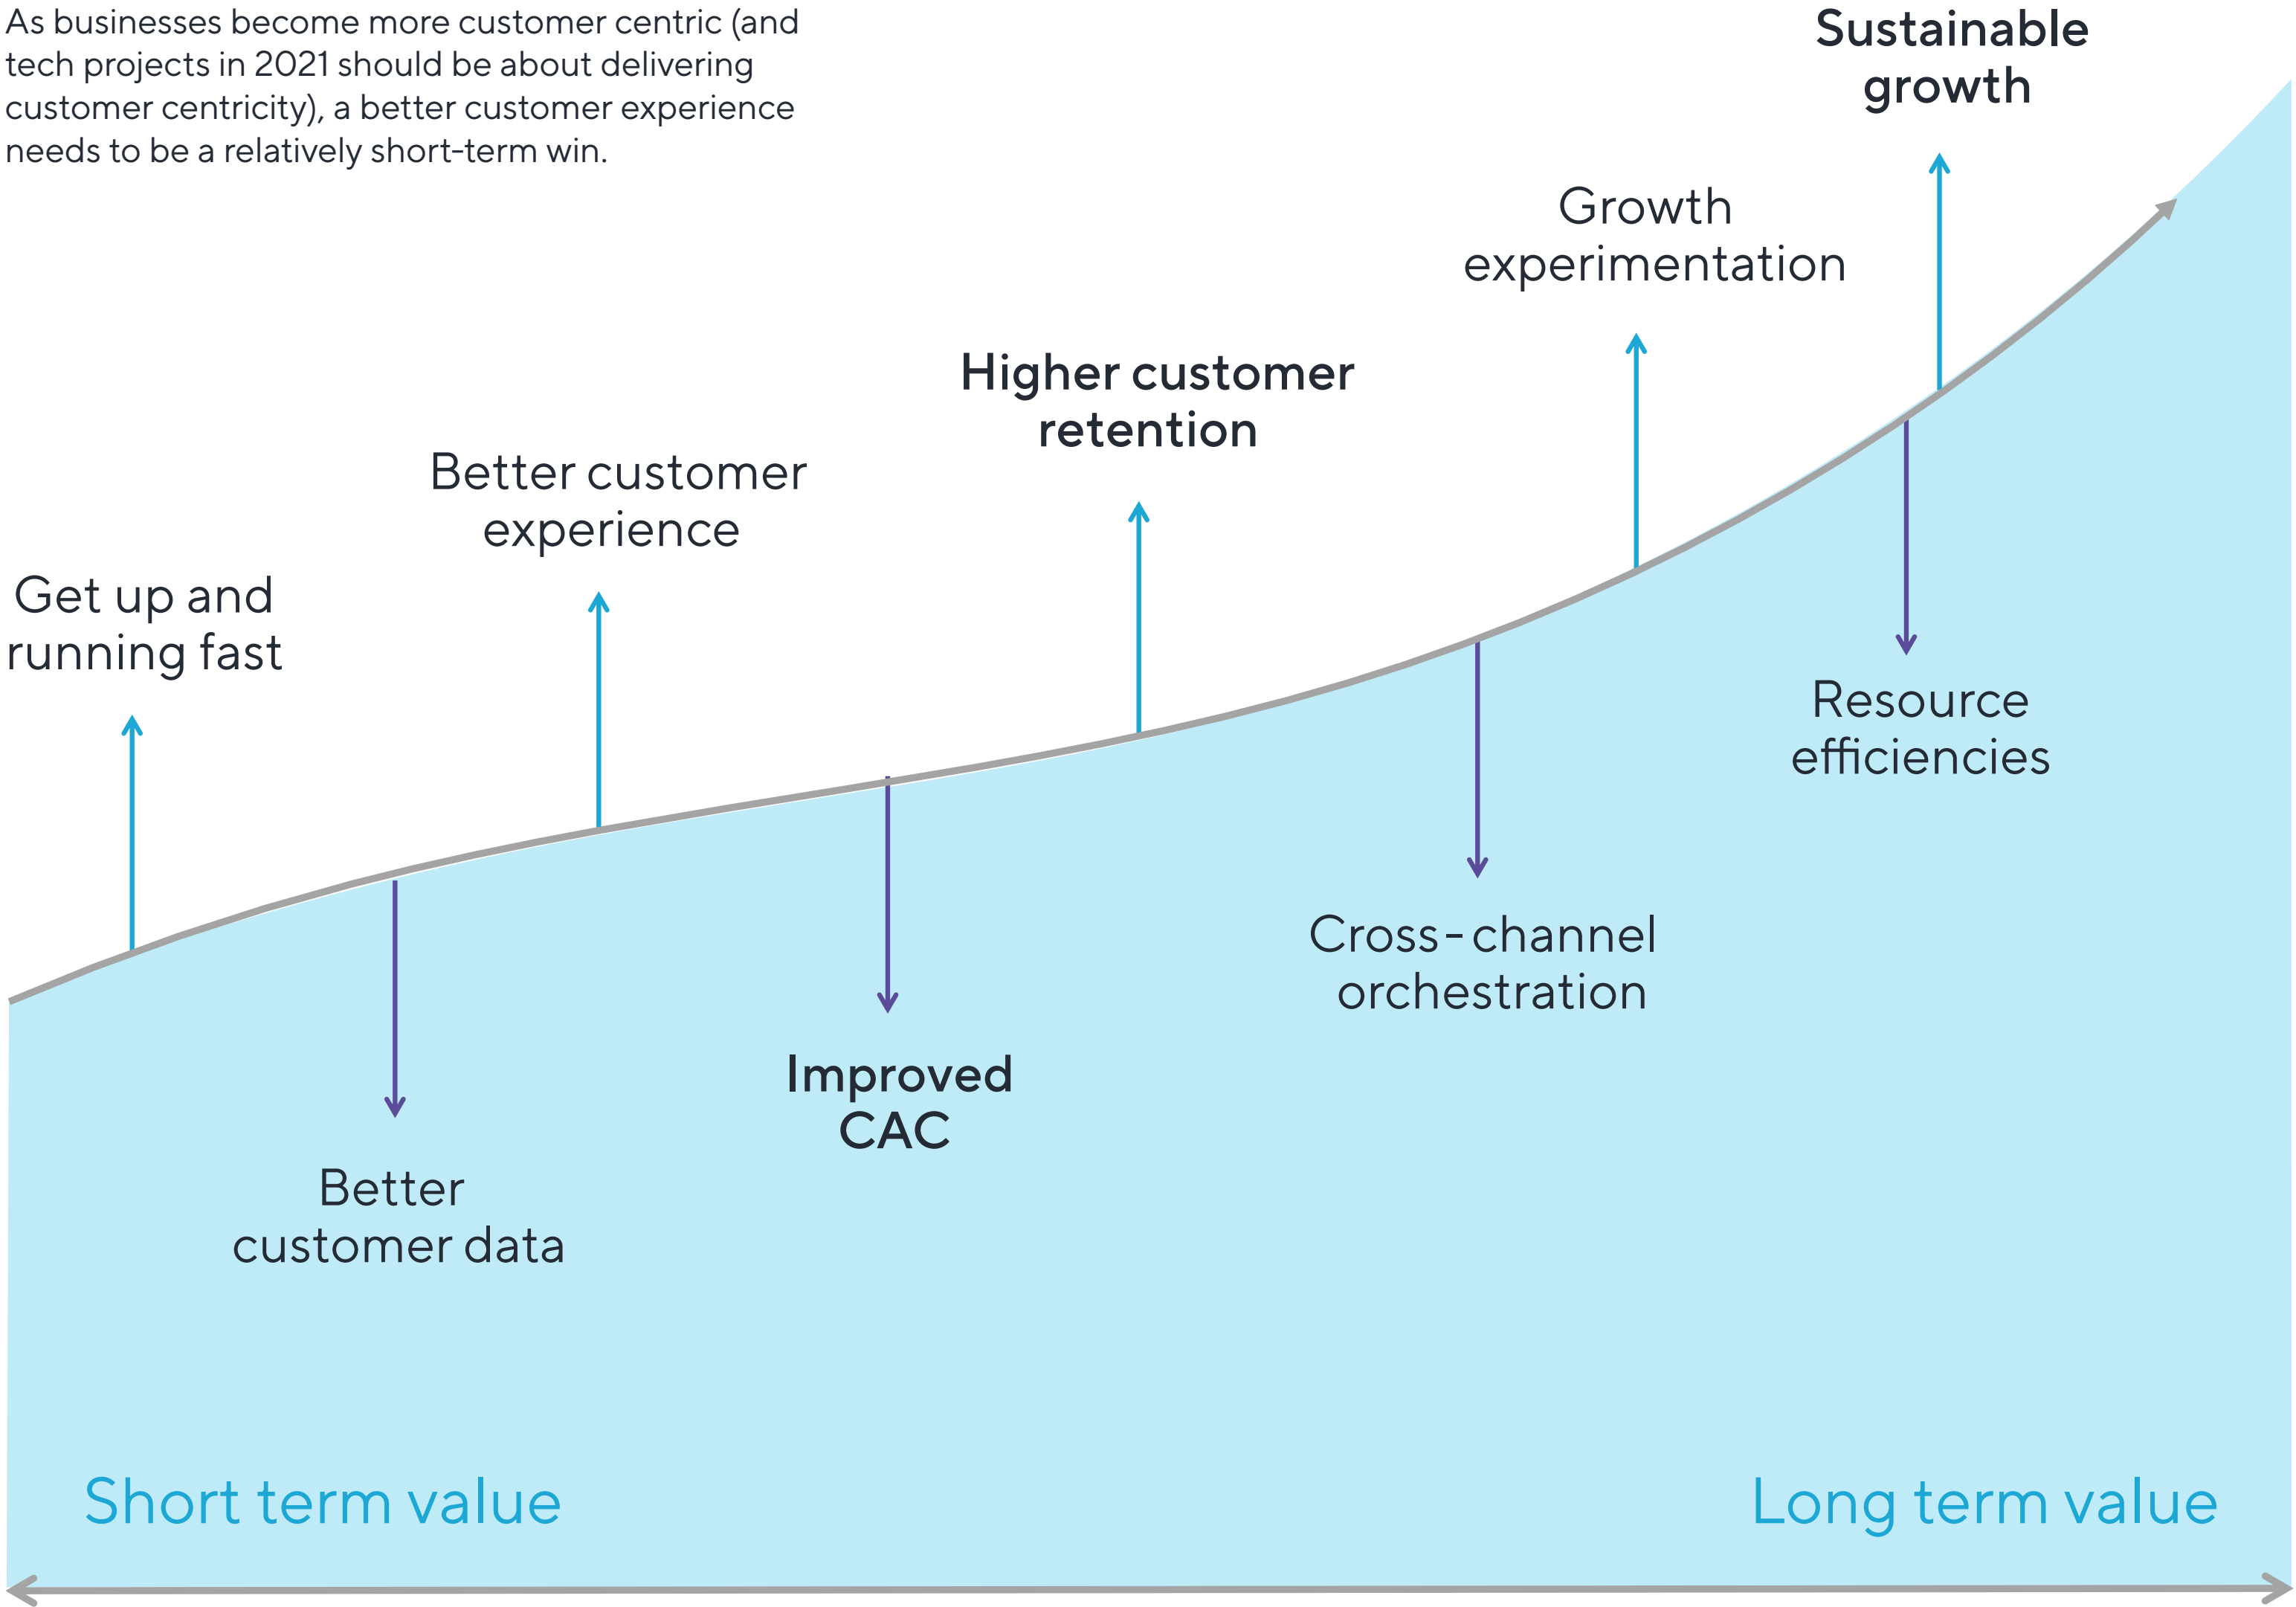 As businesses become more customer centric (and
tech projects in 2021 should be about delivering
customer centricity), a better customer experience
needs to be a relatively short-term win.
Get up and
running fast
Better
customer data
Better customer
experience
Improved
CAC
Higher customer
retention
Cross-channel
orchestration
Growth
experimentation
Resource
efficiencies
Sustainable
growth
Short term value
Long term value